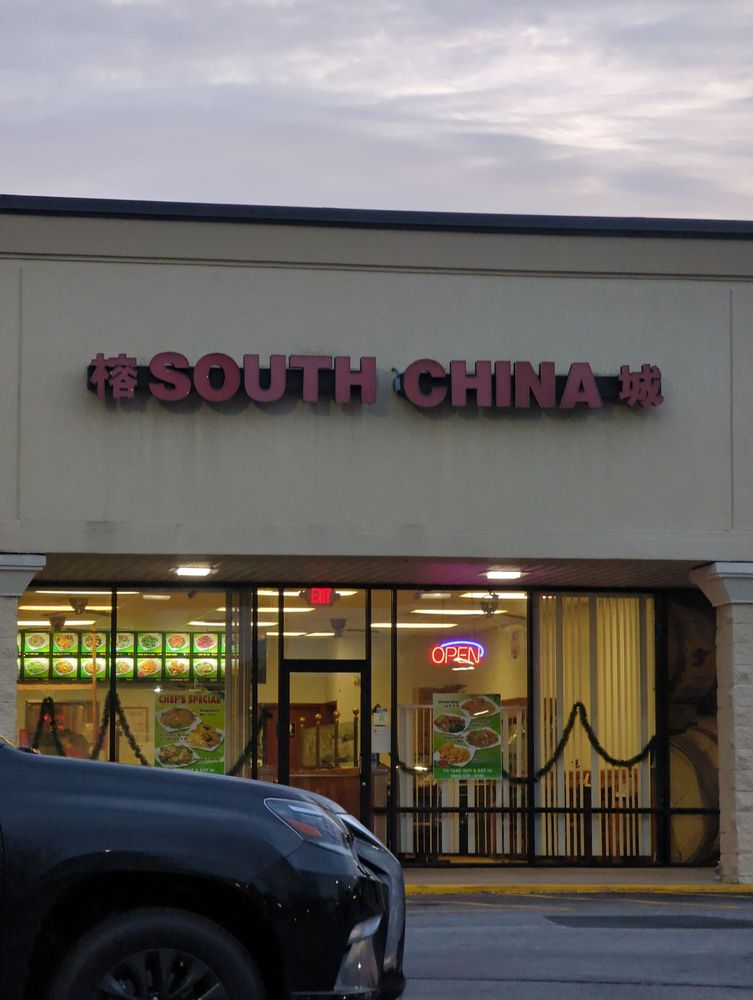 榕 SOUTH CHINA 城
EXIT
OPEN
CHEF'S SPECIAL
TO TAKE OUT & EAT IN